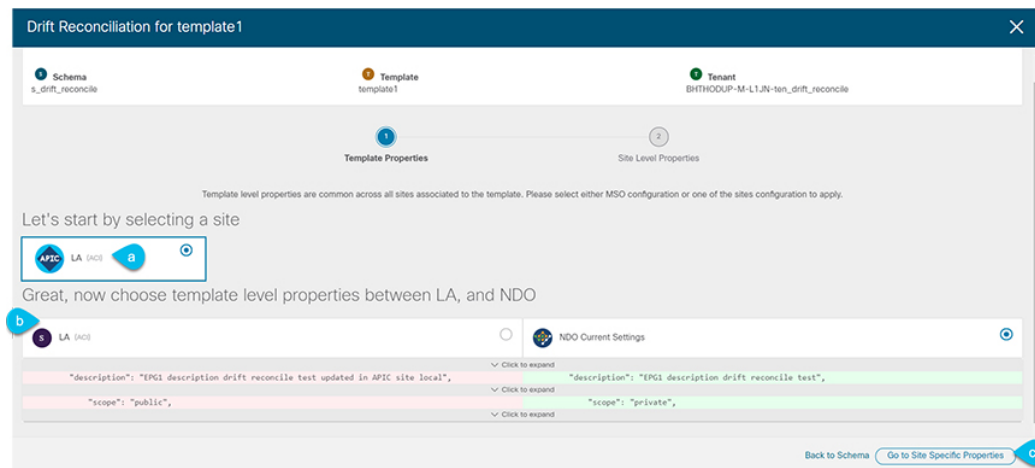 Drift Reconciliation for template1
S Schema
s_drift_reconcile
T Template
template1
T Tenant
BHTHODUP-M-L1JN-ten_drift_reconcile
1
2
Template Properties
Site Level Properties
Template level properties are common across all sites associated to the template. Please select either MSO configuration or one of the sites configuration to apply.
Let's start by selecting a site
APIC LA (ACI) a
Great, now choose template level properties between LA, and NDO
b
S LA (ACI)
NDO Current Settings
Click to expand
"description": "EPG1 description drift reconcile test updated in APIC site local",
"description": "EPG1 description drift reconcile test",
Click to expand
"scope": "public",
"scope": "private",
Click to expand
Back to Schema
Go to Site Specific Properties